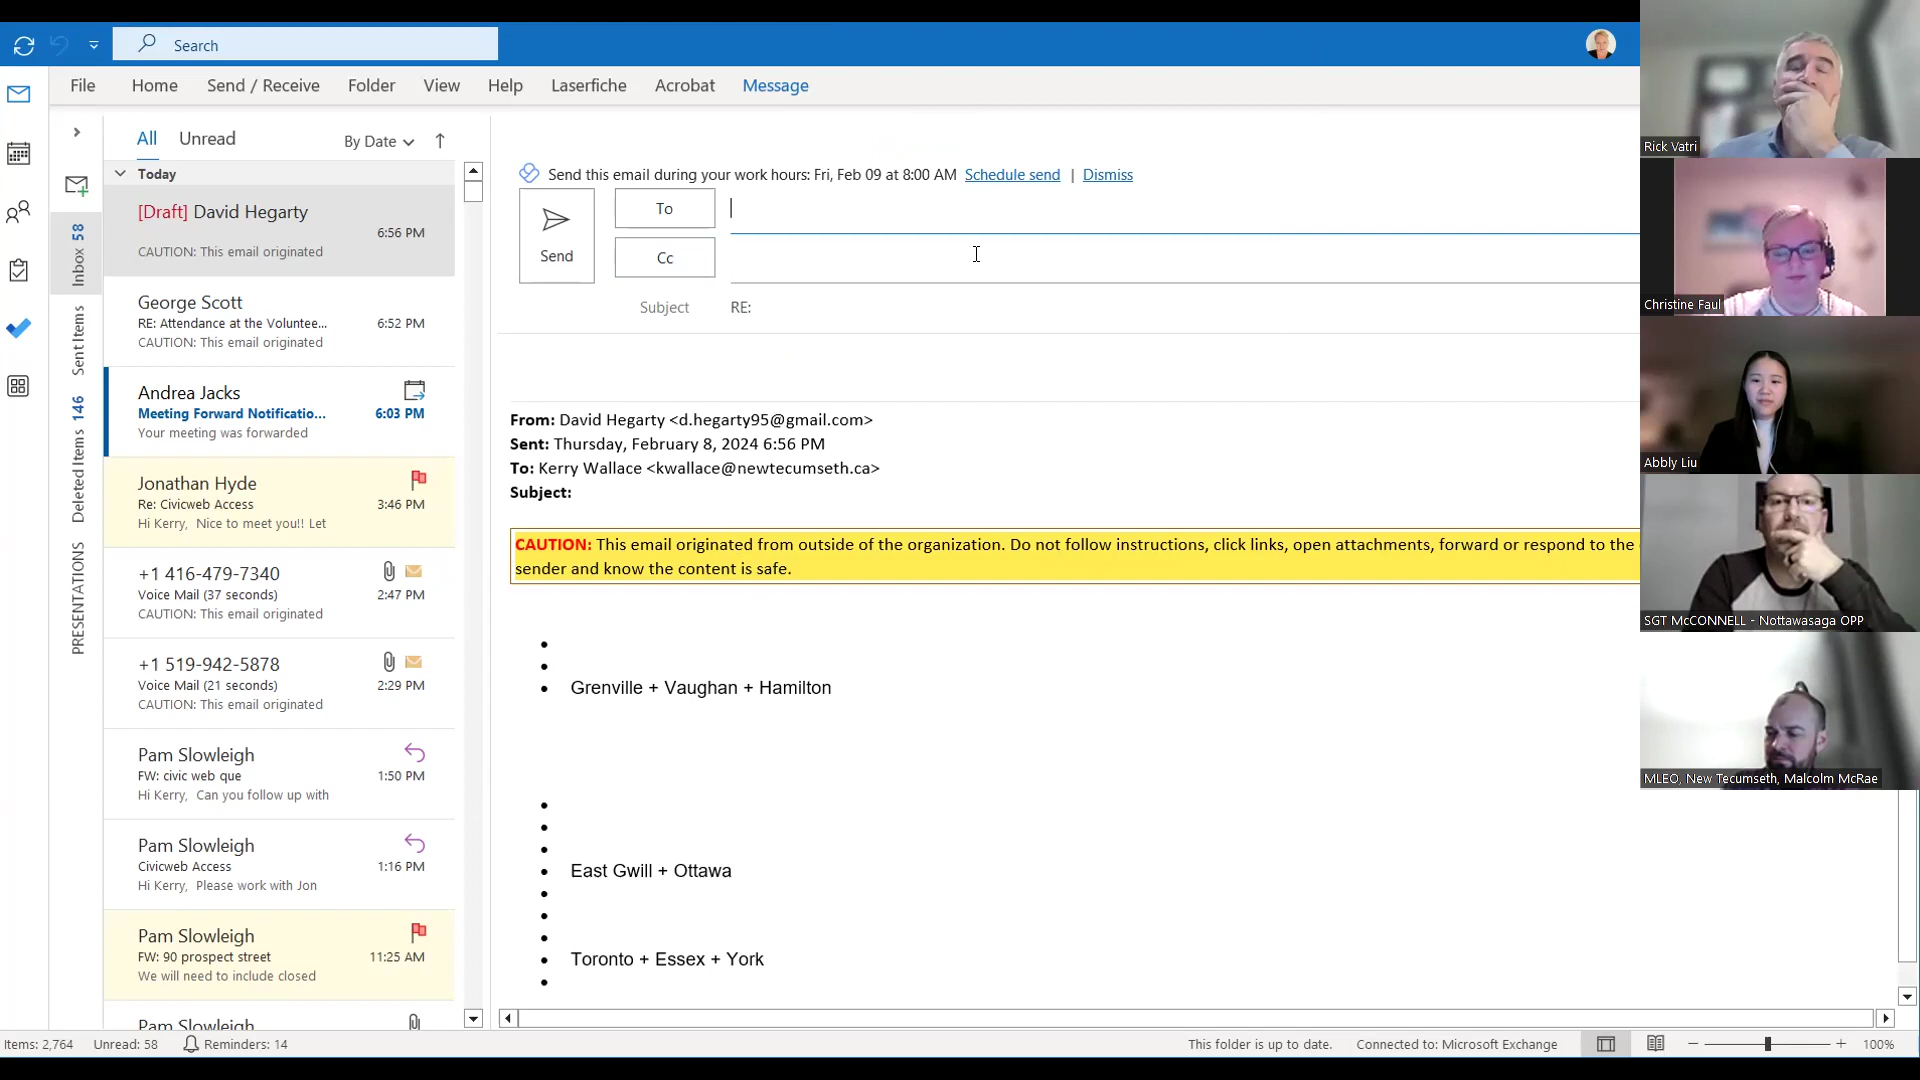 Search
File Home Send / Receive Folder View Help Laserfiche Acrobat Message
All Unread By Date
Today
[Draft] David Hegarty
6:56 PM
CAUTION: This email originated
George Scott
RE: Attendance at the Voluntee... 6:52 PM
CAUTION: This email originated
Andrea Jacks
Meeting Forward Notificatio... 6:03 PM
Your meeting was forwarded
Jonathan Hyde
Re: Civicweb Access 3:46 PM
Hi Kerry, Nice to meet you!! Let
+1 416-479-7340
Voice Mail (37 seconds) 2:47 PM
CAUTION: This email originated
+1 519-942-5878
Voice Mail (21 seconds) 2:29 PM
CAUTION: This email originated
Pam Slowleigh
FW: civic web que 1:50 PM
Hi Kerry, Can you follow up with
Pam Slowleigh
Civicweb Access 1:16 PM
Hi Kerry, Please work with Jon
Pam Slowleigh
FW: 90 prospect street 11:25 AM
We will need to include closed
Pam Slowleigh
Inbox 58
Sent Items
Deleted Items 146
PRESENTATIONS
Send this email during your work hours: Fri, Feb 09 at 8:00 AM Schedule send | Dismiss
Send
To
Cc
Subject RE:
From: David Hegarty <d.hegarty95@gmail.com>
Sent: Thursday, February 8, 2024 6:56 PM
To: Kerry Wallace <kwallace@newtecumseth.ca>
Subject:
CAUTION: This email originated from outside of the organization. Do not follow instructions, click links, open attachments, forward or respond to the
sender and know the content is safe.
•
•
• Grenville + Vaughan + Hamilton
•
•
•
• East Gwill + Ottawa
•
•
•
• Toronto + Essex + York
•
Rick Vatri
Christine Faul
Abbly Liu
SGT McCONNELL - Nottawasaga OPP
MLEO, New Tecumseth, Malcolm McRae
Items: 2,764 Unread: 58 Reminders: 14 This folder is up to date. Connected to: Microsoft Exchange 100%